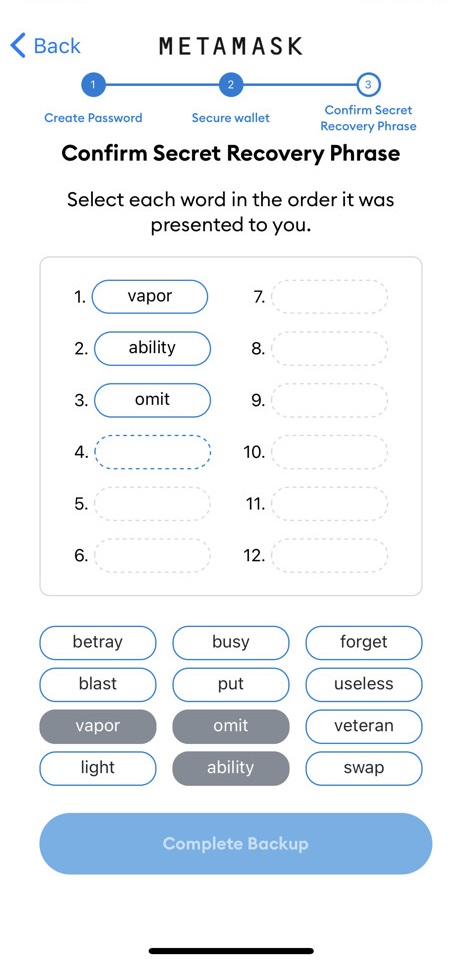 Back
METAMASK
1
2
3
Create Password
Secure wallet
Confirm Secret
Recovery Phrase
Confirm Secret Recovery Phrase
Select each word in the order it was
presented to you.
1. vapor 7.
2. ability 8.
3. omit 9.
4. 10.
5. 11.
6. 12.
betray busy forget
blast put useless
vapor omit veteran
light ability swap
Complete Backup